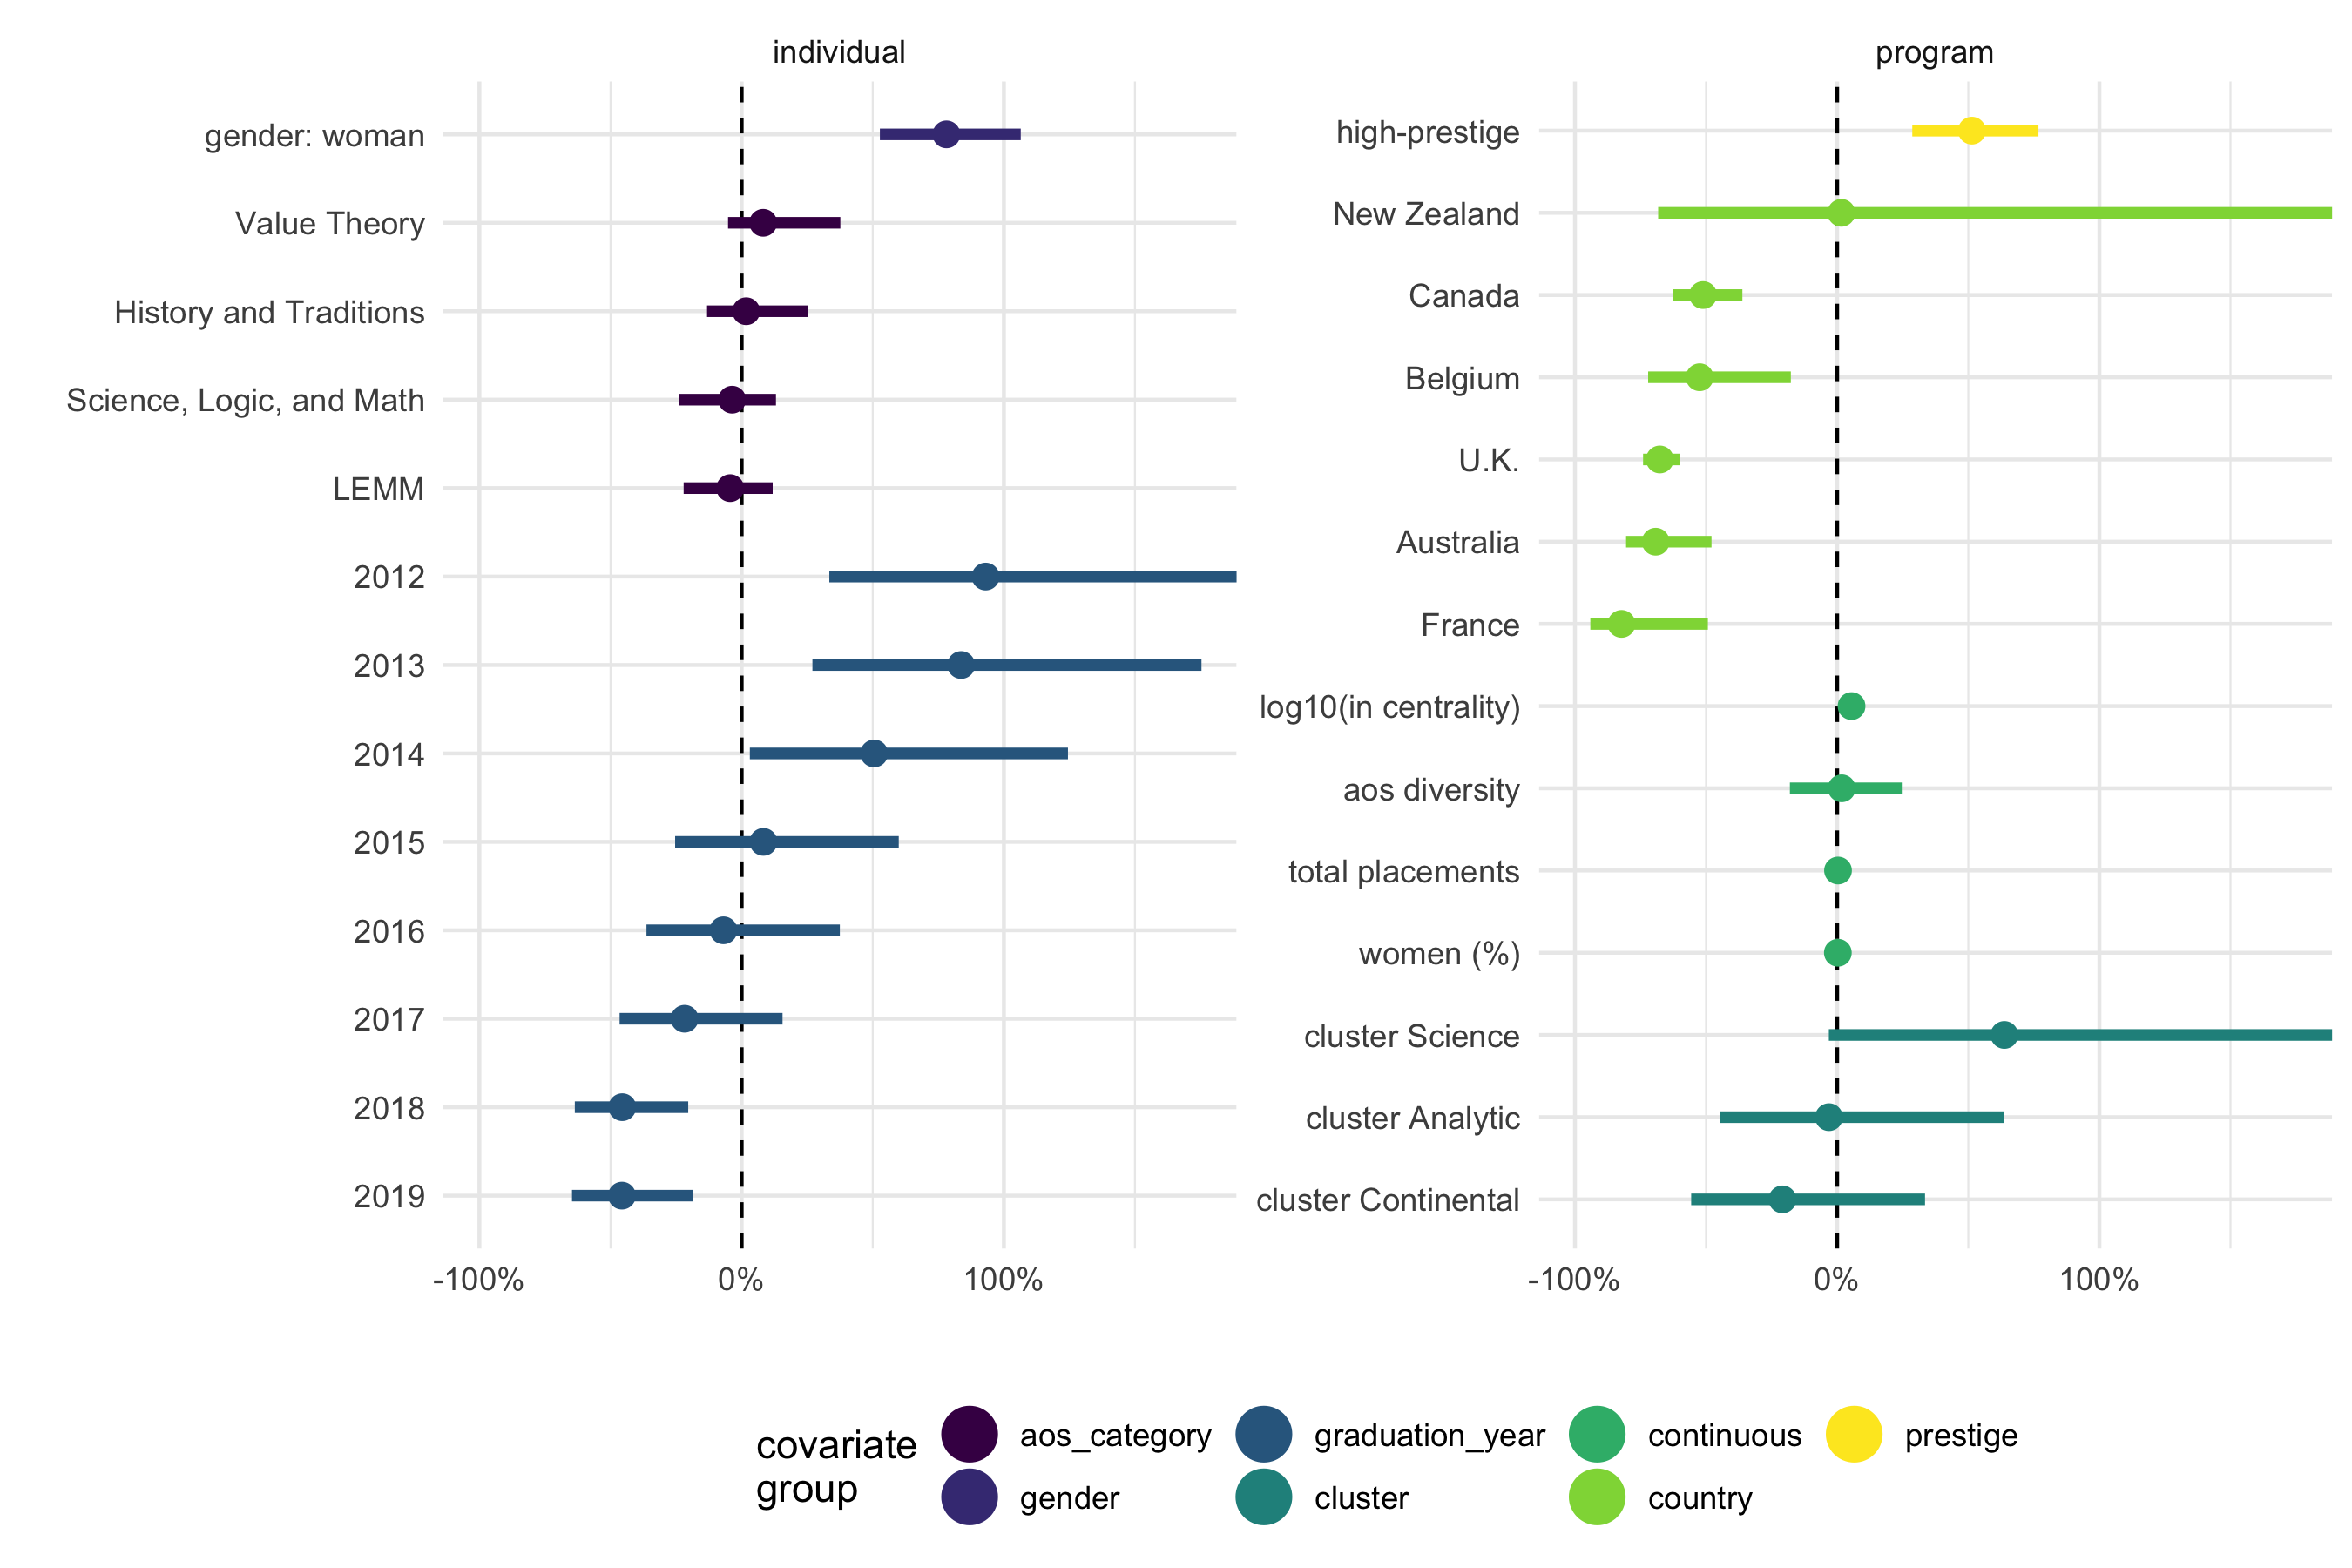 individual
gender: woman
Value Theory
History and Traditions
Science, Logic, and Math
LEMM
2012
2013
2014
2015
2016
2017
2018
2019
-100% 0% 100%
program
high-prestige
New Zealand
Canada
Belgium
U.K.
Australia
France
log10(in centrality)
aos diversity
total placements
women (%)
cluster Science
cluster Analytic
cluster Continental
-100% 0% 100%
covariate
group
aos_category graduation_year continuous prestige
gender cluster country